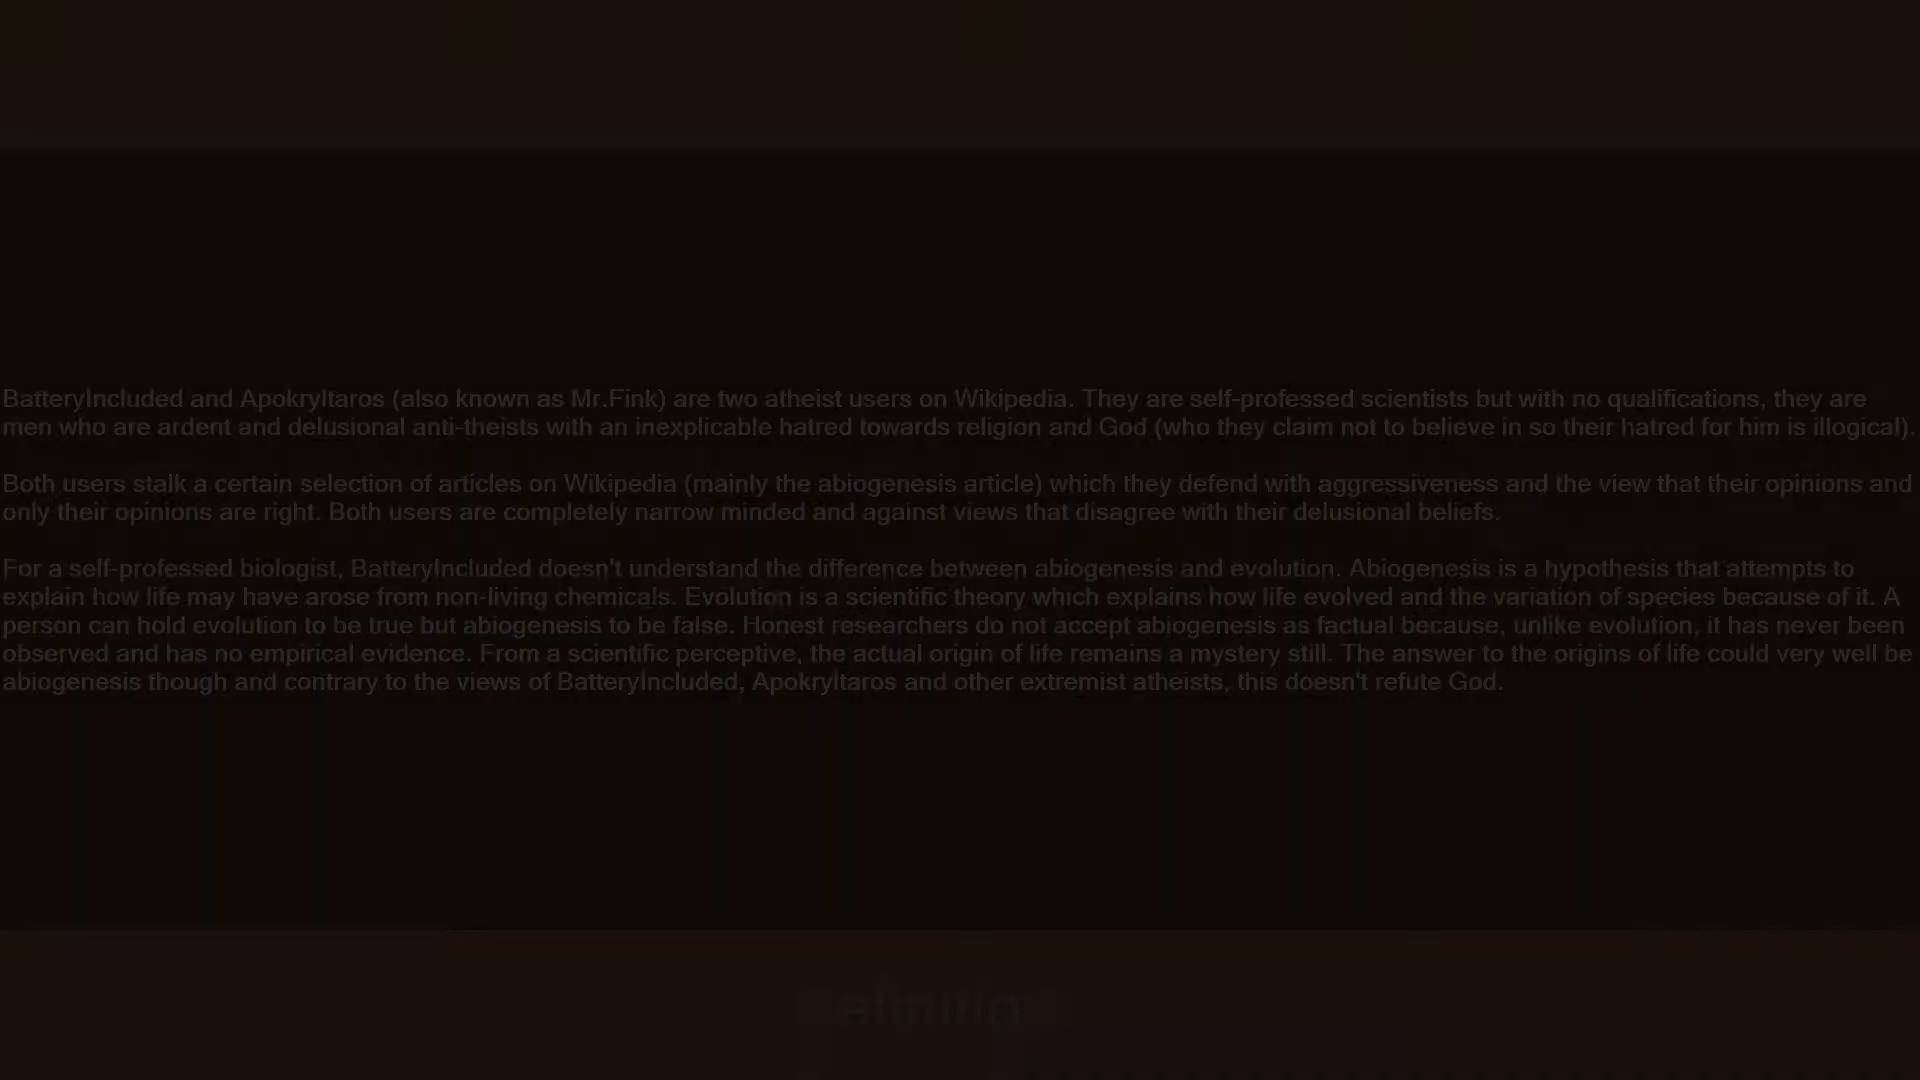 BatteryIncluded and Apokryltaros (also known as Mr.Fink) are two atheist users on Wikipedia. They are self-professed scientists but with no qualifications, they are
men who are ardent and delusional anti-theists with an inexplicable hatred towards religion and God (who they claim not to believe in so their hatred for him is illogical).
Both users stalk a certain selection of articles on Wikipedia (mainly the abiogenesis article) which they defend with aggressiveness and the view that their opinions and
only their opinions are right. Both users are completely narrow minded and against views that disagree with their delusional beliefs.
For a self-professed biologist, BatteryIncluded doesn't understand the difference between abiogenesis and evolution. Abiogenesis is a hypothesis that attempts to
explain how life may have arose from non-living chemicals. Evolution is a scientific theory which explains how life evolved and the variation of species because of it. A
person can hold evolution to be true but abiogenesis to be false. Honest researchers do not accept abiogenesis as factual because, unlike evolution, it has never been
observed and has no empirical evidence. From a scientific perceptive, the actual origin of life remains a mystery still. The answer to the origins of life could very well be
abiogenesis though and contrary to the views of BatteryIncluded, Apokryltaros and other extremist atheists, this doesn't refute God.